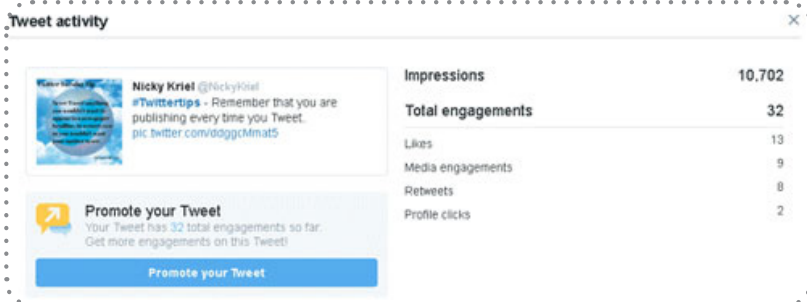 Tweet activity
×
Nicky Kriel @NickyKriel
#Twittertips - Remember that you are
publishing every time you Tweet.
pic.twitter.com/ddggcMmat5
Promote your Tweet
Your Tweet has 32 total engagements so far.
Get more engagements on this Tweet!
Promote your Tweet
Impressions 10,702
Total engagements 32
Likes 13
Media engagements 9
Retweets 8
Profile clicks 2